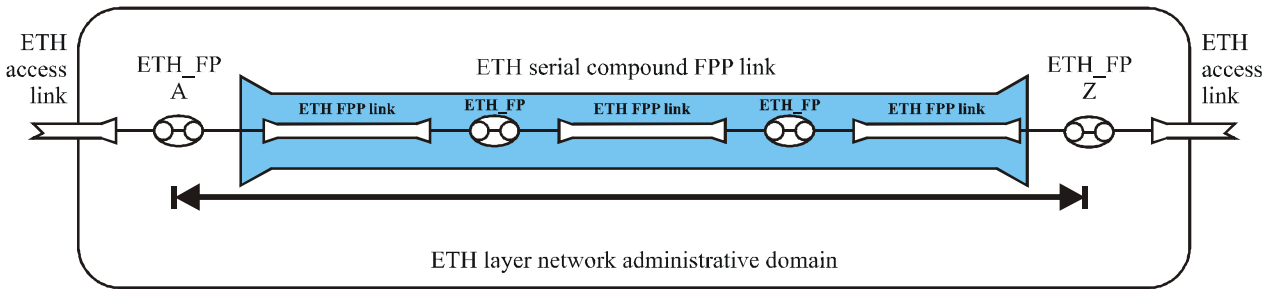 ETH
access
link
ETH_FP
A
ETH serial compound FPP link
ETH_FP
Z
ETH
access
link
ETH FPP link
ETH_FP
ETH FPP link
ETH_FP
ETH FPP link
ETH layer network administrative domain